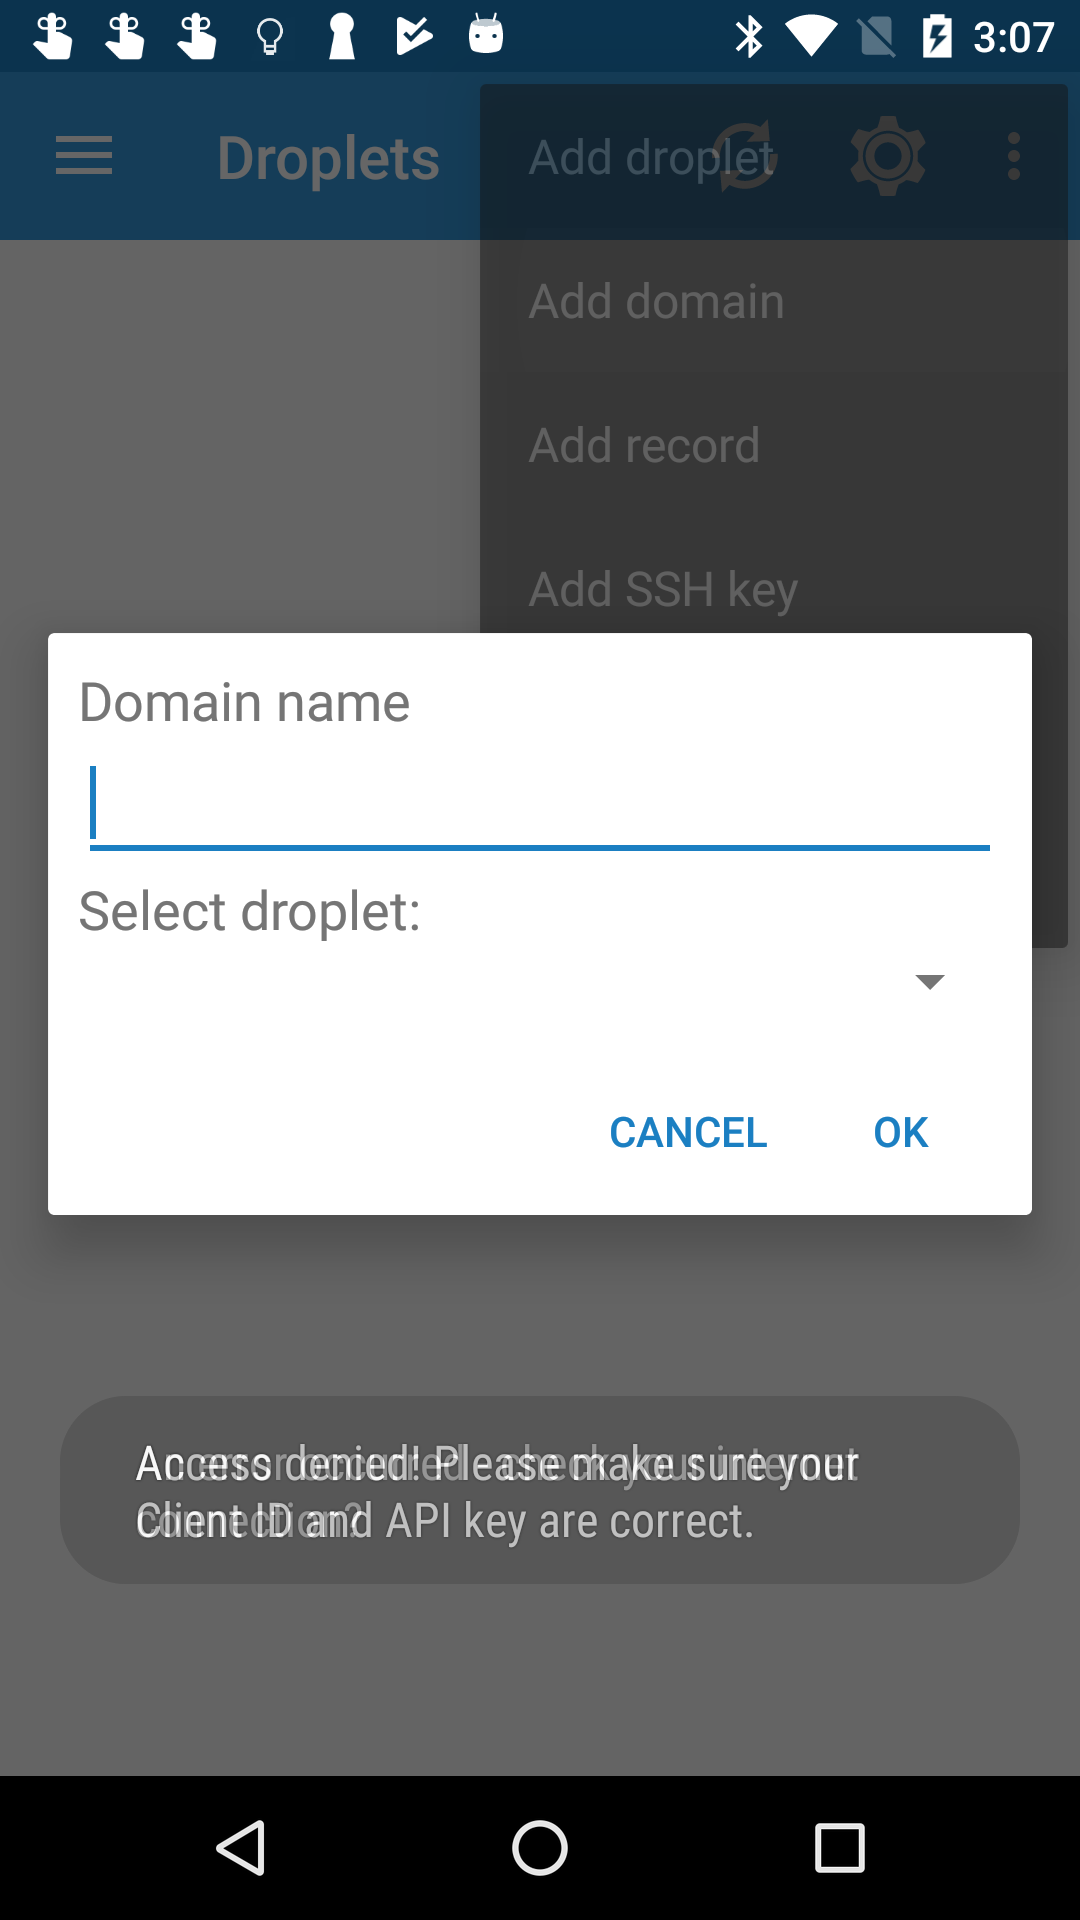 3:07
Droplets
Add droplet
Add domain
Add record
Add SSH key
Domain name
Select droplet:
CANCEL OK
Access denied! Please make sure your
Client ID and API key are correct.